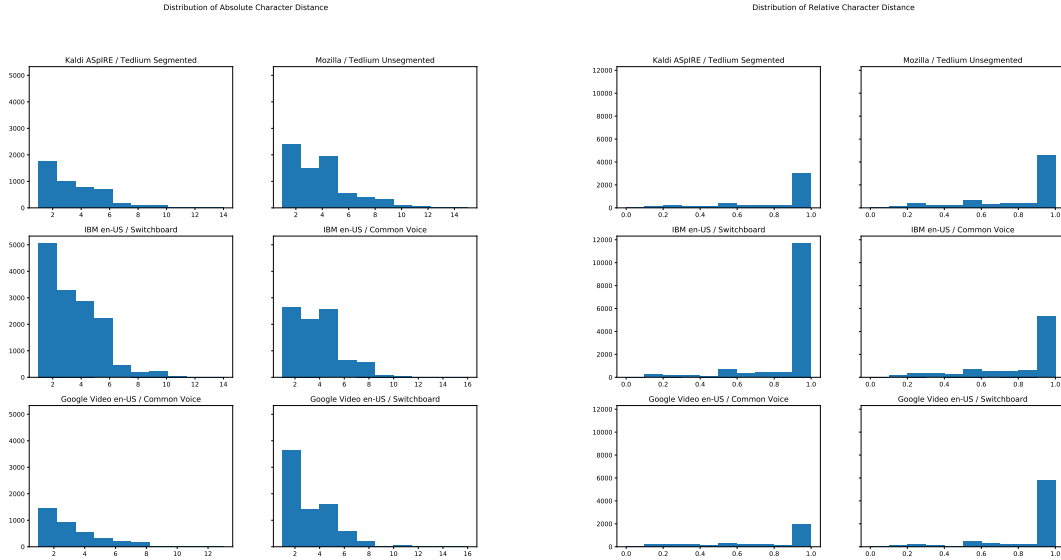 Distribution of Absolute Character Distance
Kaldi ASpIRE / Tedlium Segmented
Mozilla / Tedlium Unsegmented
5000
4000
3000
2000
1000
0
2 4 6 8 10 12 14
2 4 6 8 10 12 14
IBM en-US / Switchboard
IBM en-US / Common Voice
5000
4000
3000
2000
1000
0
2 4 6 8 10 12 14
2 4 6 8 10 12 14 16
Google Video en-US / Common Voice
Google Video en-US / Switchboard
5000
4000
3000
2000
1000
0
2 4 6 8 10 12
2 4 6 8 10 12 14 16
Distribution of Relative Character Distance
Kaldi ASpIRE / Tedlium Segmented
Mozilla / Tedlium Unsegmented
12000
10000
8000
6000
4000
2000
0
0.0 0.2 0.4 0.6 0.8 1.0
0.0 0.2 0.4 0.6 0.8 1.0
IBM en-US / Switchboard
IBM en-US / Common Voice
12000
10000
8000
6000
4000
2000
0
0.0 0.2 0.4 0.6 0.8 1.0
0.0 0.2 0.4 0.6 0.8 1.0
Google Video en-US / Common Voice
Google Video en-US / Switchboard
12000
10000
8000
6000
4000
2000
0
0.0 0.2 0.4 0.6 0.8 1.0
0.0 0.2 0.4 0.6 0.8 1.0